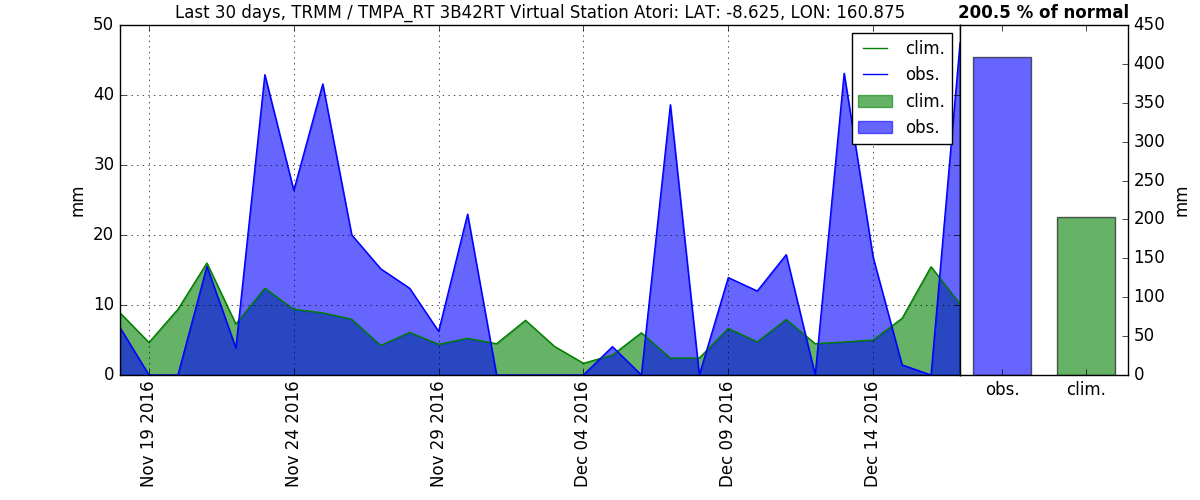 Last 30 days, TRMM / TMPA_RT 3B42RT Virtual Station Atori: LAT: -8.625, LON: 160.875
200.5 % of normal
50
40
30
20
10
0
mm
clim.
obs.
clim.
obs.
450
400
350
300
250
200
150
100
50
0
mm
Nov 19 2016
Nov 24 2016
Nov 29 2016
Dec 04 2016
Dec 09 2016
Dec 14 2016
obs.
clim.